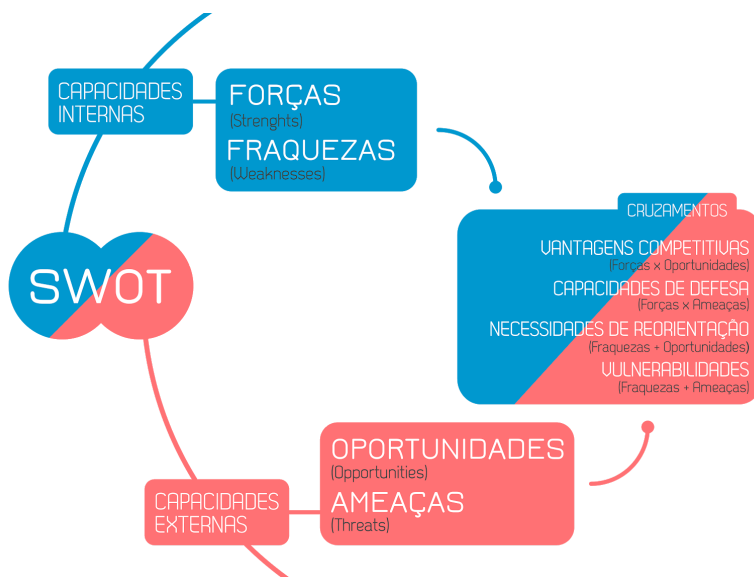 CAPACIDADES
INTERNAS
FORÇAS
(Strenghts)
FRAQUEZAS
(Weaknesses)
SWOT
CRUZAMENTOS
VANTAGENS COMPETITIVAS
(Forças x Oportunidades)
CAPACIDADES DE DEFESA
(Forças x Ameaças)
NECESSIDADES DE REORIENTAÇÃO
(Fraquezas + Oportunidades)
VULNERABILIDADES
(Fraquezas + Ameaças)
OPORTUNIDADES
(Opportunities)
AMEAÇAS
(Threats)
CAPACIDADES
EXTERNAS